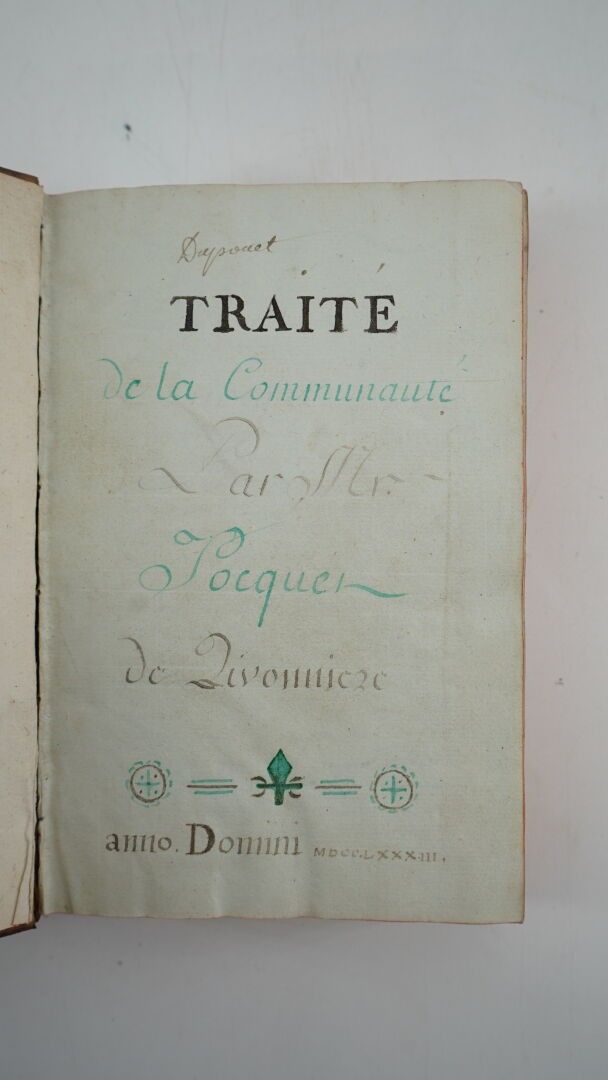 Dupouet
TRAITÉ
de la Communauté
Par Mr.
Pocquet
de Livonniere
anno. Domini MDCCLXXXIII.